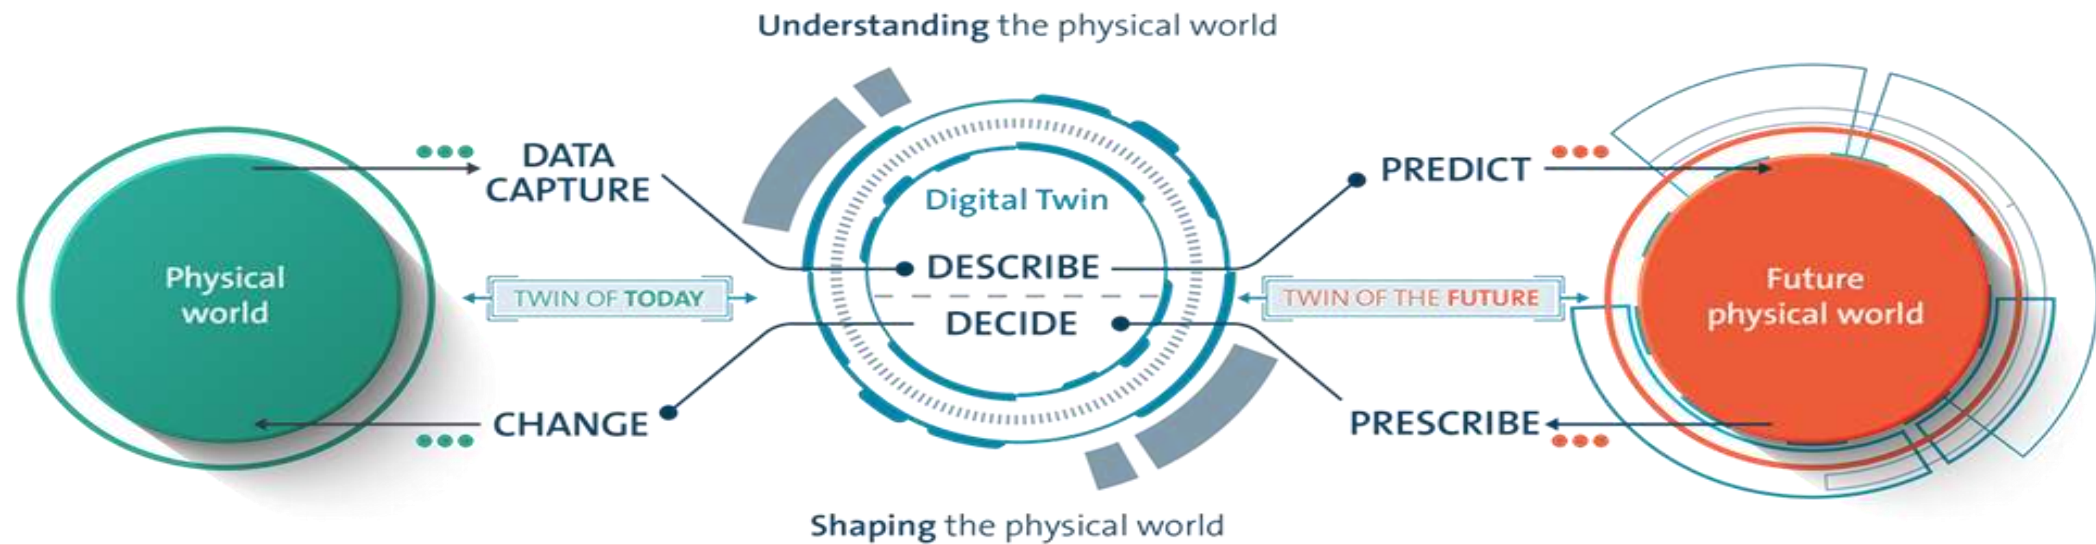 Understanding the physical world
DATA
CAPTURE
PREDICT
Digital Twin
DESCRIBE
Physical
world
TWIN OF TODAY
TWIN OF THE FUTURE
Future
physical world
DECIDE
CHANGE
PRESCRIBE
Shaping the physical world